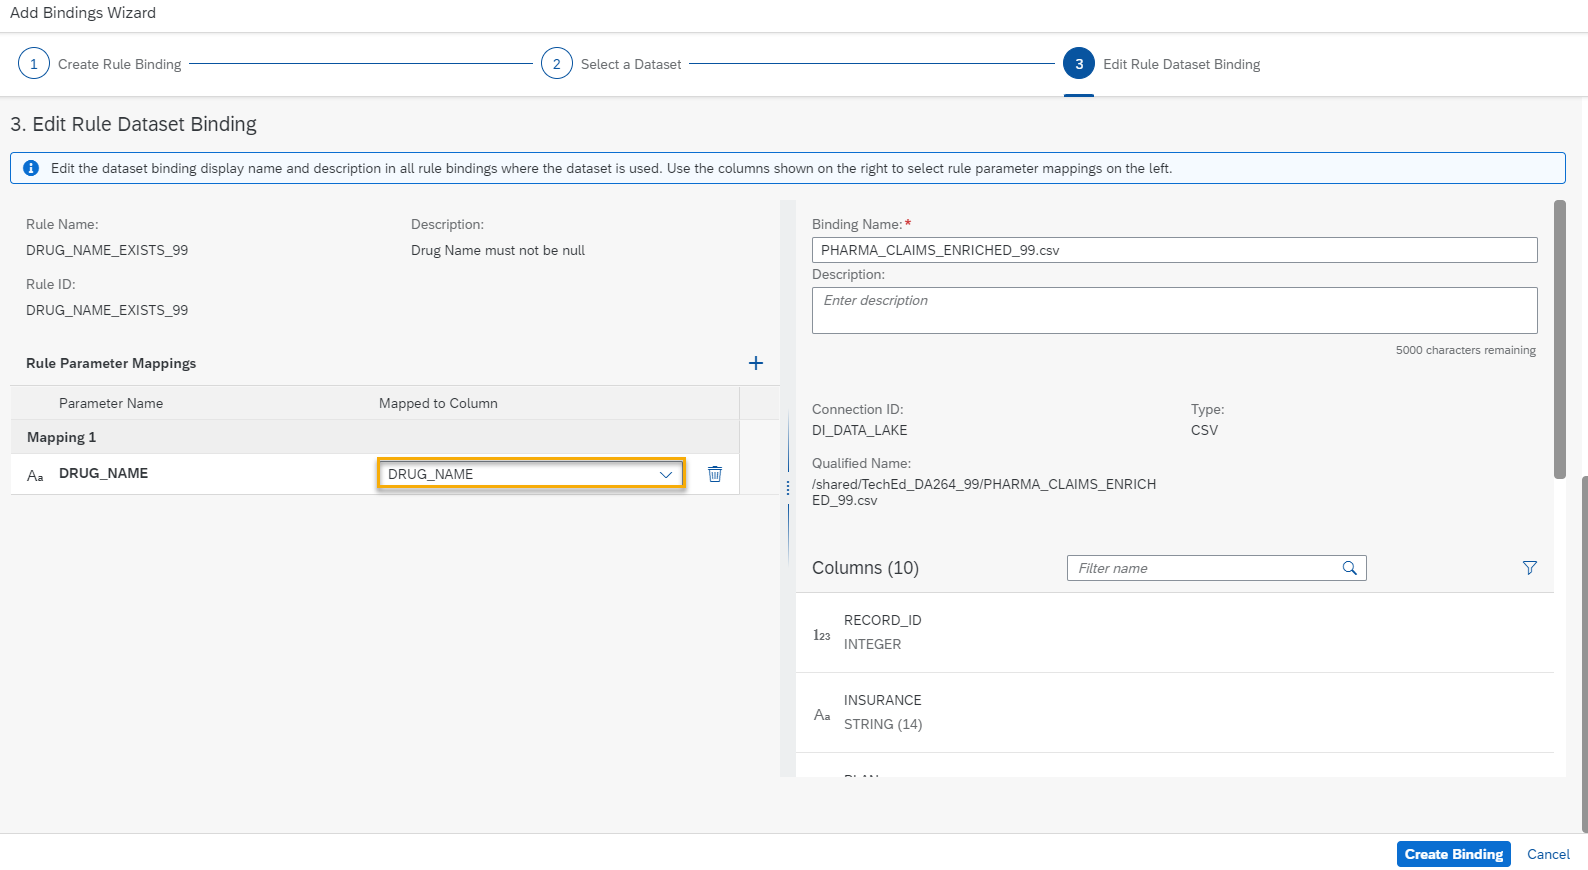 Add Bindings Wizard
1 Create Rule Binding
2 Select a Dataset
3 Edit Rule Dataset Binding
3. Edit Rule Dataset Binding
Edit the dataset binding display name and description in all rule bindings where the dataset is used. Use the columns shown on the right to select rule parameter mappings on the left.
Rule Name:
DRUG_NAME_EXISTS_99
Description:
Drug Name must not be null
Rule ID:
DRUG_NAME_EXISTS_99
Rule Parameter Mappings
Parameter Name
Mapped to Column
Mapping 1
Aa DRUG_NAME
DRUG_NAME
Binding Name:*
PHARMA_CLAIMS_ENRICHED_99.csv
Description:
Enter description
5000 characters remaining
Connection ID:
DI_DATA_LAKE
Type:
CSV
Qualified Name:
/shared/TechEd_DA264_99/PHARMA_CLAIMS_ENRICH
ED_99.csv
Columns (10)
Filter name
123
RECORD_ID
INTEGER
Aa
INSURANCE
STRING (14)
Create Binding
Cancel